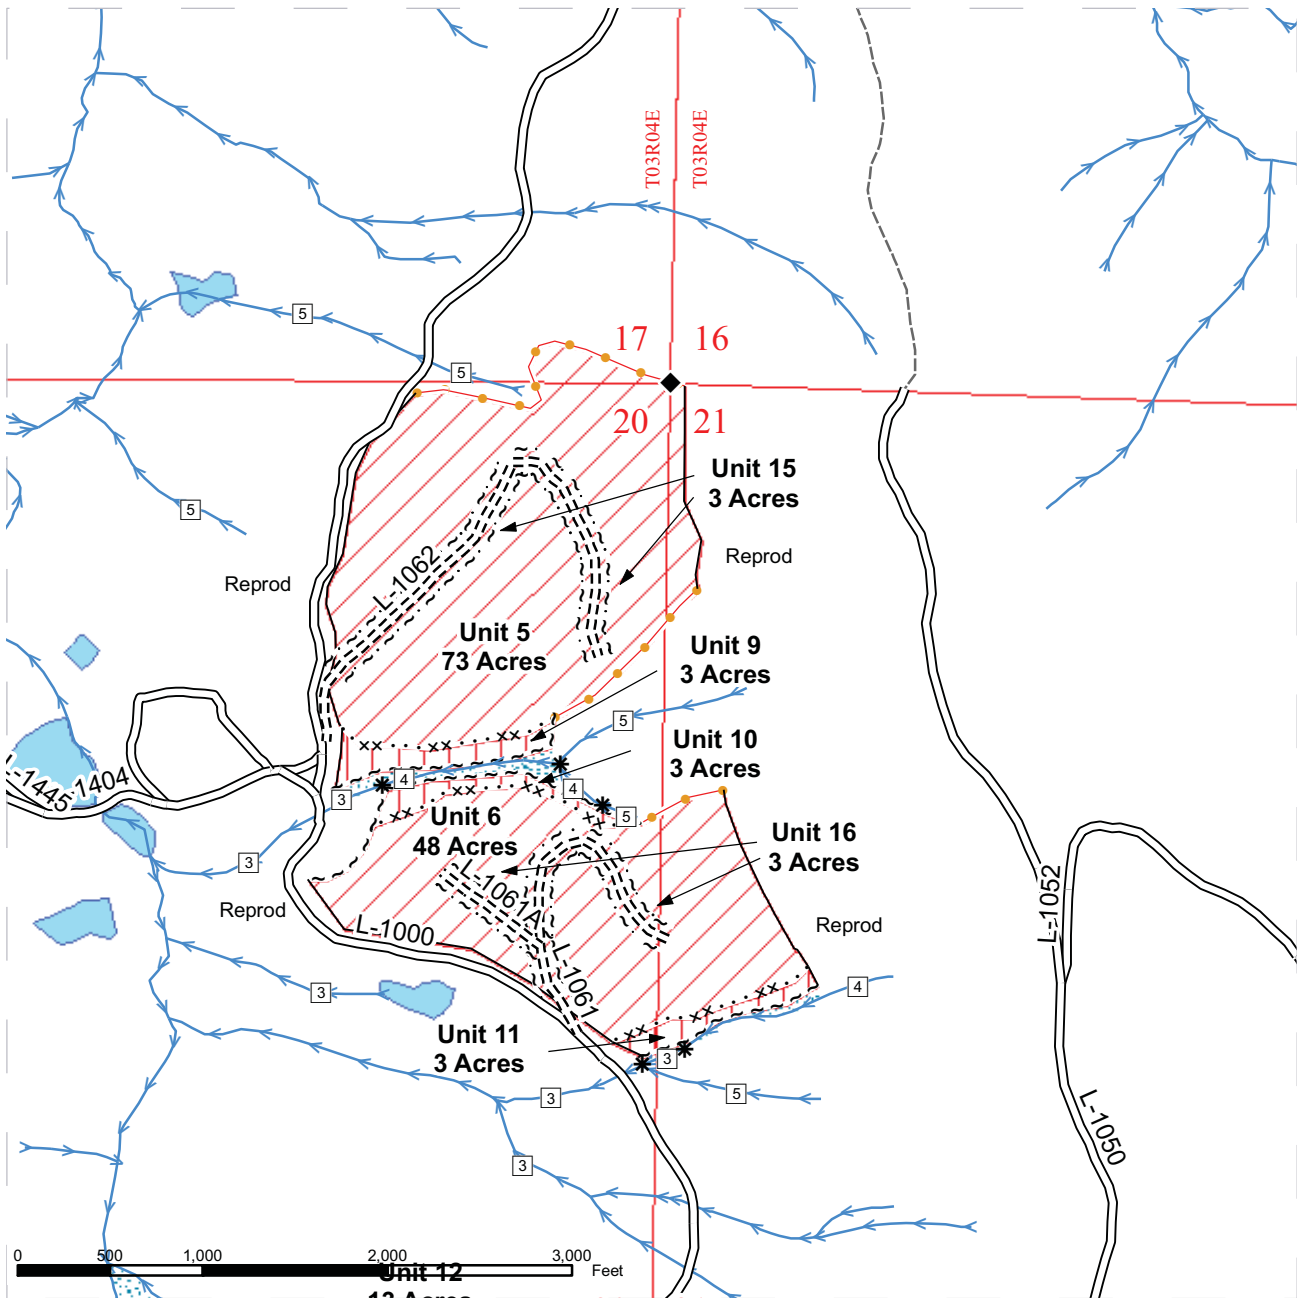 T03R04E
T03R04E
5
17
16
5
20
21
Unit 15
3 Acres
5
Reprod
L-1062
Reprod
Unit 5
73 Acres
Unit 9
3 Acres
5
Unit 10
3 Acres
L-1445
1404
4
3
4
5
Unit 6
48 Acres
Unit 16
3 Acres
3
L-1061A
L-1052
Reprod
L-1000
Reprod
L-1061
3
4
Unit 11
3 Acres
3
3
5
L-1050
3
0
500
1,000
2,000
3,000
Feet
Unit 12
13 Acres